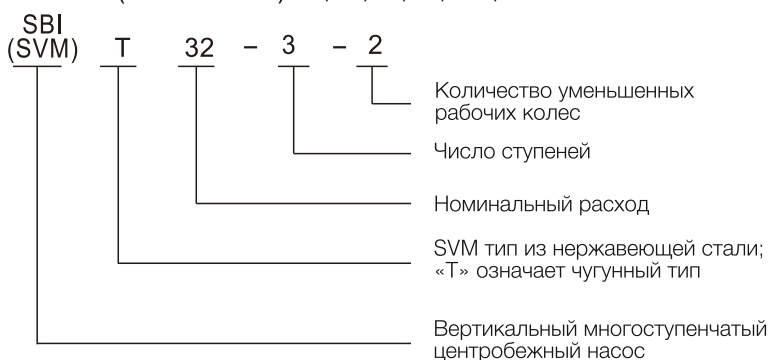 SBI
(SVM) T 32 – 3 – 2
Количество уменьшенных
рабочих колес
Число ступеней
Номинальный расход
SVM тип из нержавеющей стали;
«Т» означает чугунный тип
Вертикальный многоступенчатый
центробежный насос